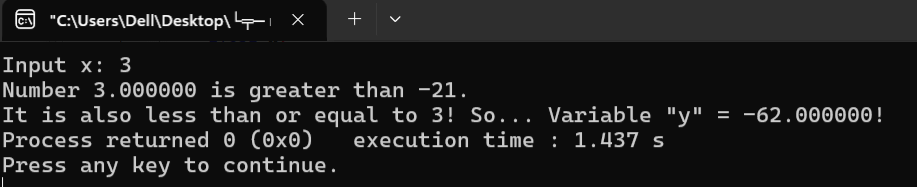 "C:\Users\Dell\Desktop\
Input x: 3
Number 3.000000 is greater than -21.
It is also less than or equal to 3! So... Variable "y" = -62.000000!
Process returned 0 (0x0)   execution time : 1.437 s
Press any key to continue.